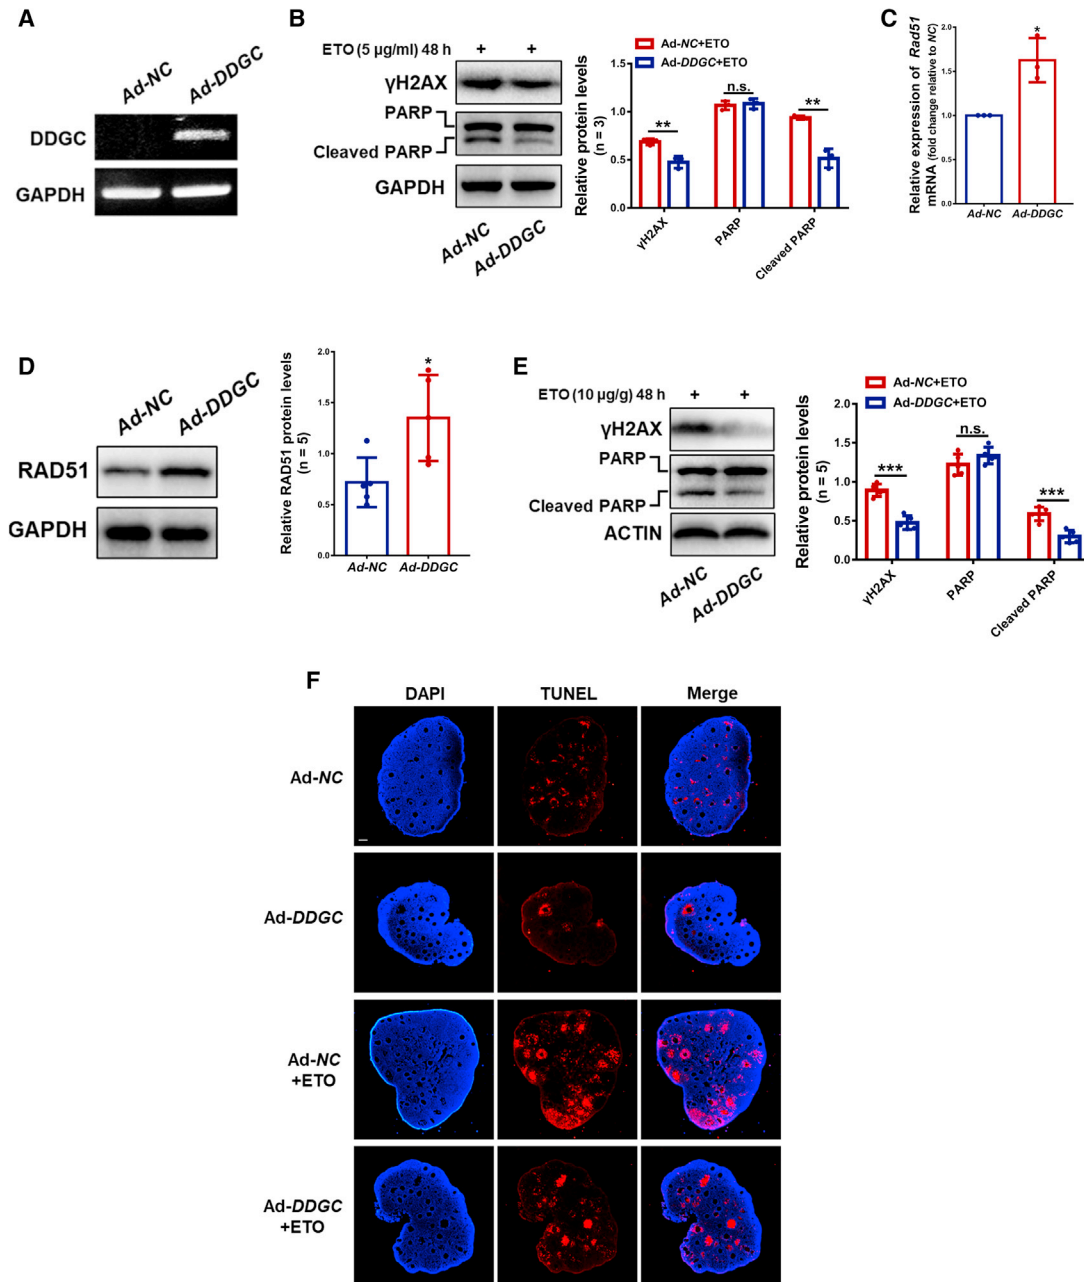 A
Ad-NC
Ad-DDGC
DDGC
GAPDH
B
ETO (5 μg/ml) 48 h + +
γH2AX
PARP
Cleaved PARP
GAPDH
Ad-NC
Ad-DDGC
Ad-NC+ETO
Ad-DDGC+ETO
Relative protein levels
(n = 3)
1.5
1.0
0.5
0.0
**
n.s.
**
γH2AX
PARP
Cleaved PARP
C
Relative expression of Rad51
mRNA (fold change relative to NC)
2.0
1.5
1.0
0.5
0.0
*
Ad-NC
Ad-DDGC
D
Ad-NC
Ad-DDGC
RAD51
GAPDH
Relative RAD51 protein levels
(n = 5)
2.0
1.5
1.0
0.5
0.0
*
Ad-NC
Ad-DDGC
E
ETO (10 μg/g) 48 h + +
γH2AX
PARP
Cleaved PARP
ACTIN
Ad-NC
Ad-DDGC
Ad-NC+ETO
Ad-DDGC+ETO
Relative protein levels
(n = 5)
2.0
1.5
1.0
0.5
0.0
***
n.s.
***
γH2AX
PARP
Cleaved PARP
F
DAPI
TUNEL
Merge
Ad-NC
Ad-DDGC
Ad-NC
+ETO
Ad-DDGC
+ETO